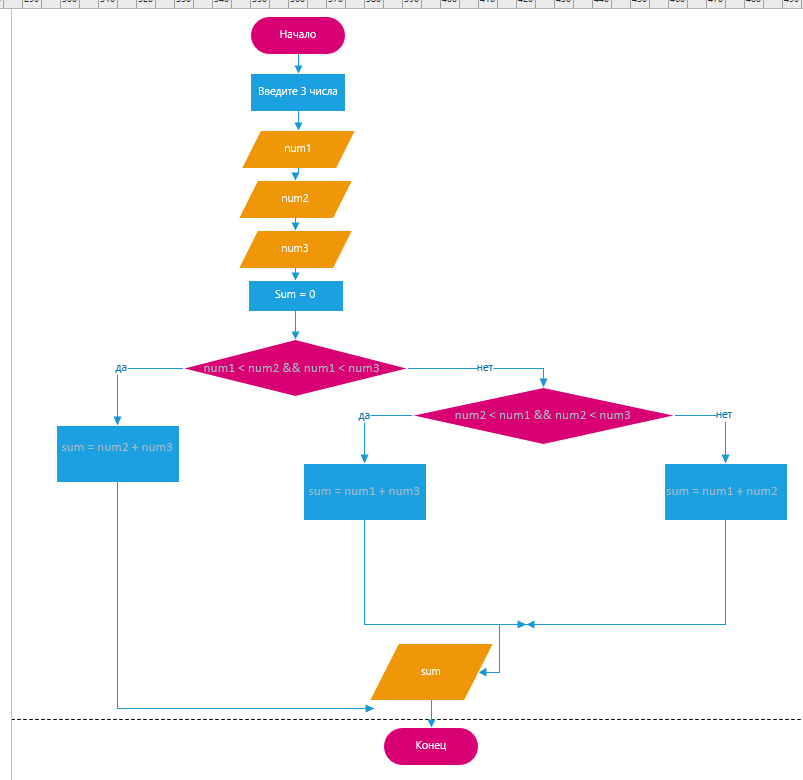 Начало
Введите 3 числа
num1
num2
num3
Sum = 0
num1 < num2 && num1 < num3
да
нет
num2 < num1 && num2 < num3
да
нет
sum = num2 + num3
sum = num1 + num3
sum = num1 + num2
sum
Конец